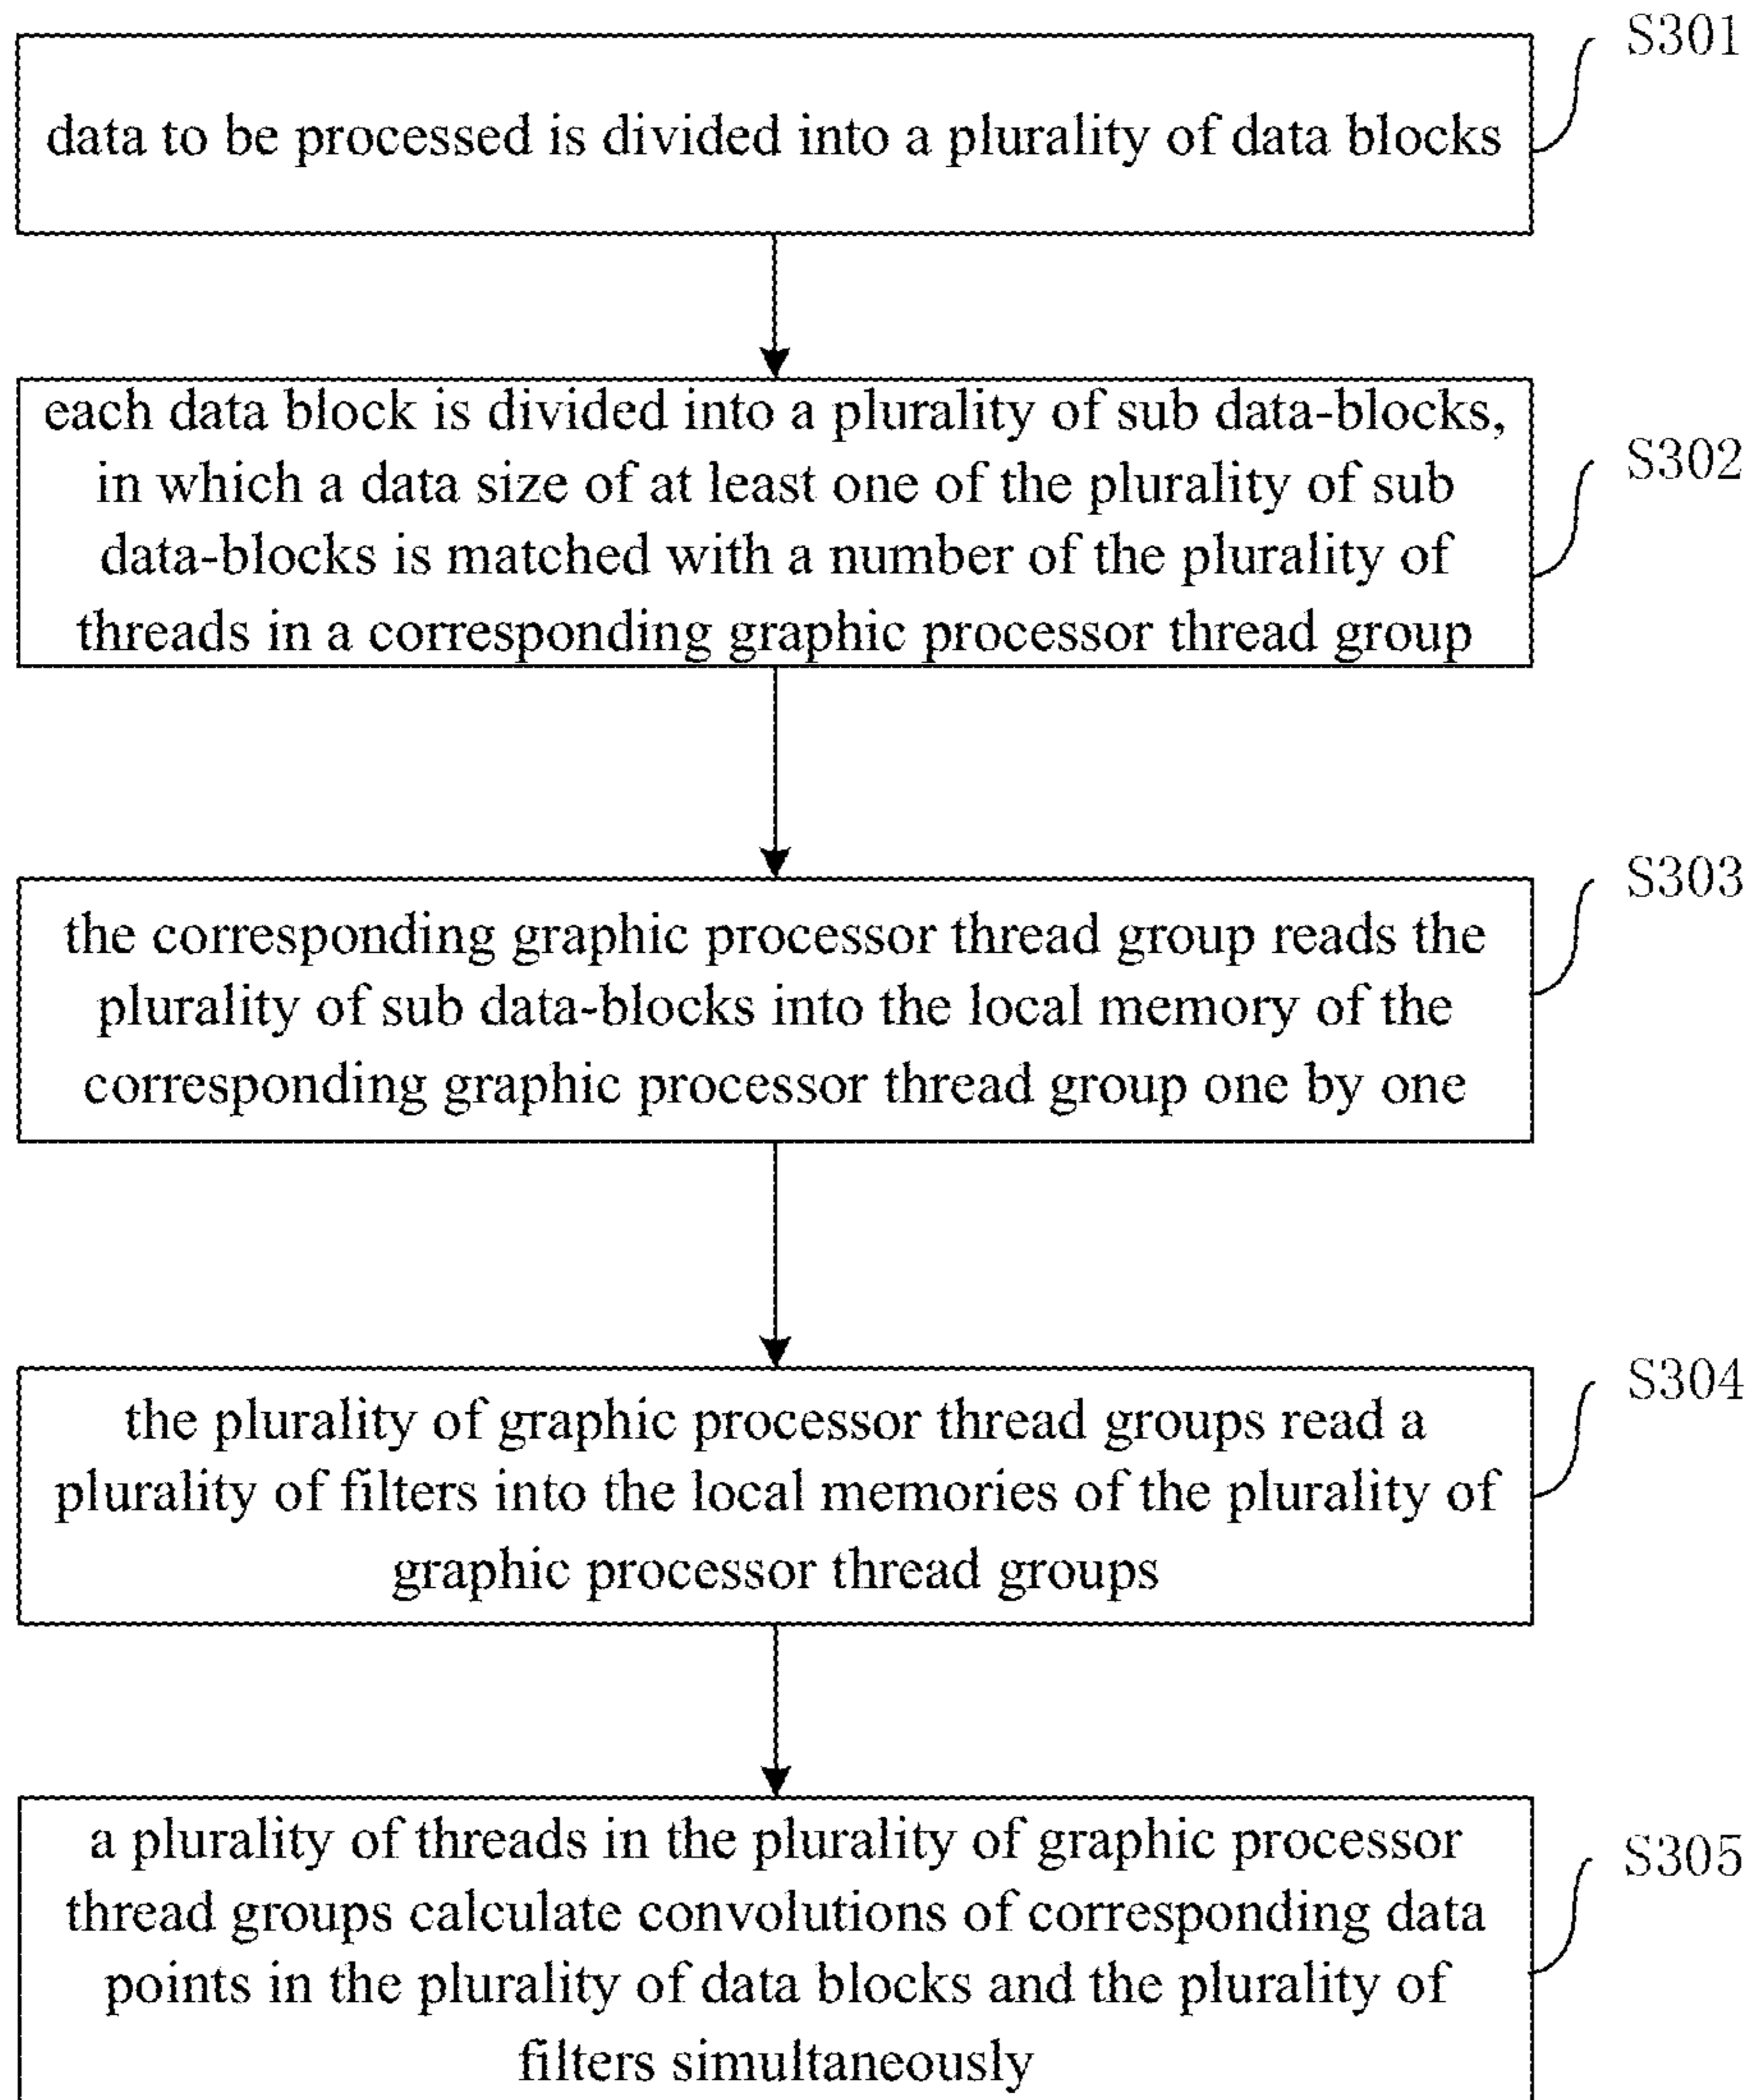 S301
data to be processed is divided into a plurality of data blocks
each data block is divided into a plurality of sub data-blocks,
in which a data size of at least one of the plurality of sub
data-blocks is matched with a number of the plurality of
threads in a corresponding graphic processor thread group
S302
the corresponding graphic processor thread group reads the
plurality of sub data-blocks into the local memory of the
corresponding graphic processor thread group one by one
S303
the plurality of graphic processor thread groups read a
plurality of filters into the local memories of the plurality of
graphic processor thread groups
S304
a plurality of threads in the plurality of graphic processor
thread groups calculate convolutions of corresponding data
points in the plurality of data blocks and the plurality of
filters simultaneously
S305